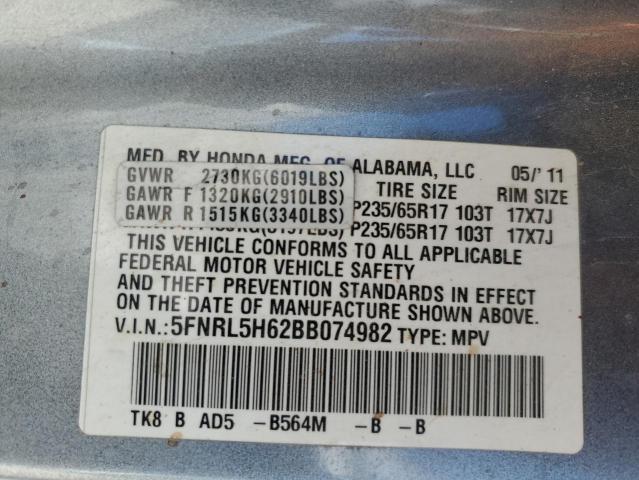 MFD. BY HONDA MFG. OF ALABAMA, LLC 05/' 11
GVWR 2730KG(6019LBS)
TIRE SIZE RIM SIZE
GAWR F 1320KG(2910LBS) P235/65R17 103T 17X7J
GAWR R 1515KG(3340LBS) P235/65R17 103T 17X7J
THIS VEHICLE CONFORMS TO ALL APPLICABLE
FEDERAL MOTOR VEHICLE SAFETY
AND THEFT PREVENTION STANDARDS IN EFFECT
ON THE DATE OF MANUFACTURE SHOWN ABOVE.
V.I.N.:5FNRL5H62BB074982 TYPE: MPV
TK8 B AD5 -B564M -B -B